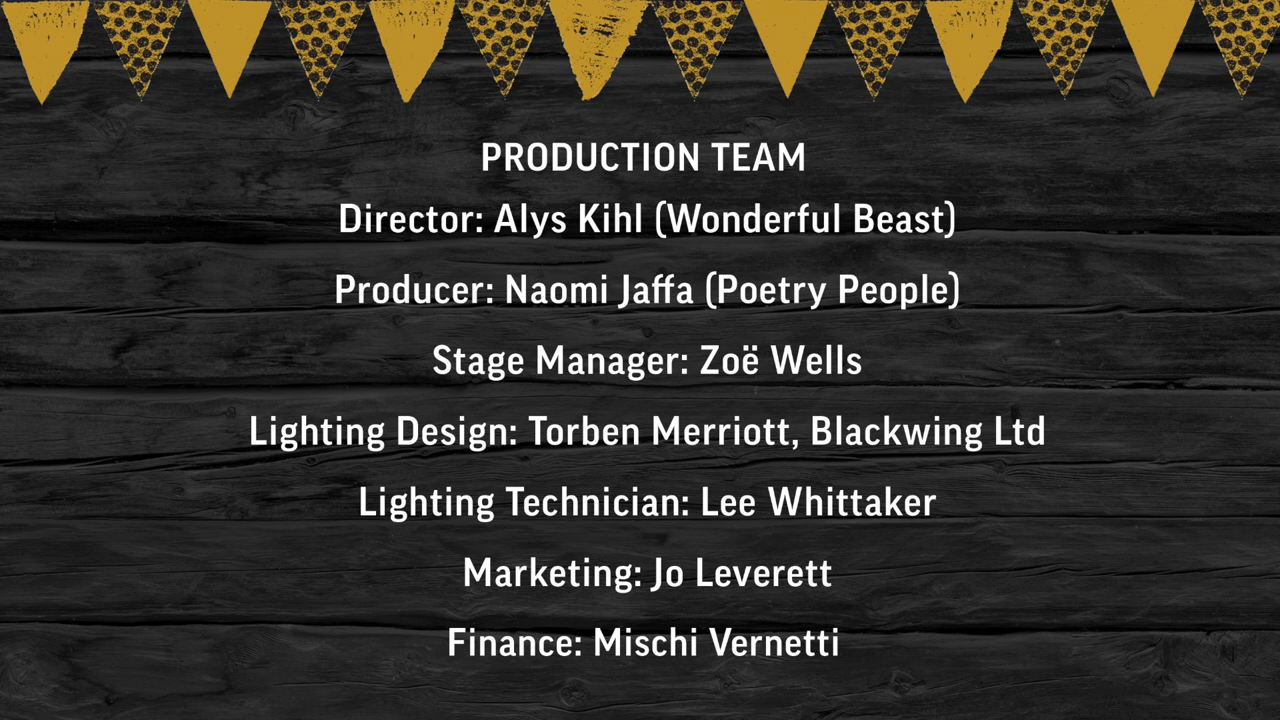 PRODUCTION TEAM
Director: Alys Kihl (Wonderful Beast)
Producer: Naomi Jaffa (Poetry People)
Stage Manager: Zoë Wells
Lighting Design: Torben Merriott, Blackwing Ltd
Lighting Technician: Lee Whittaker
Marketing: Jo Leverett
Finance: Mischi Vernetti